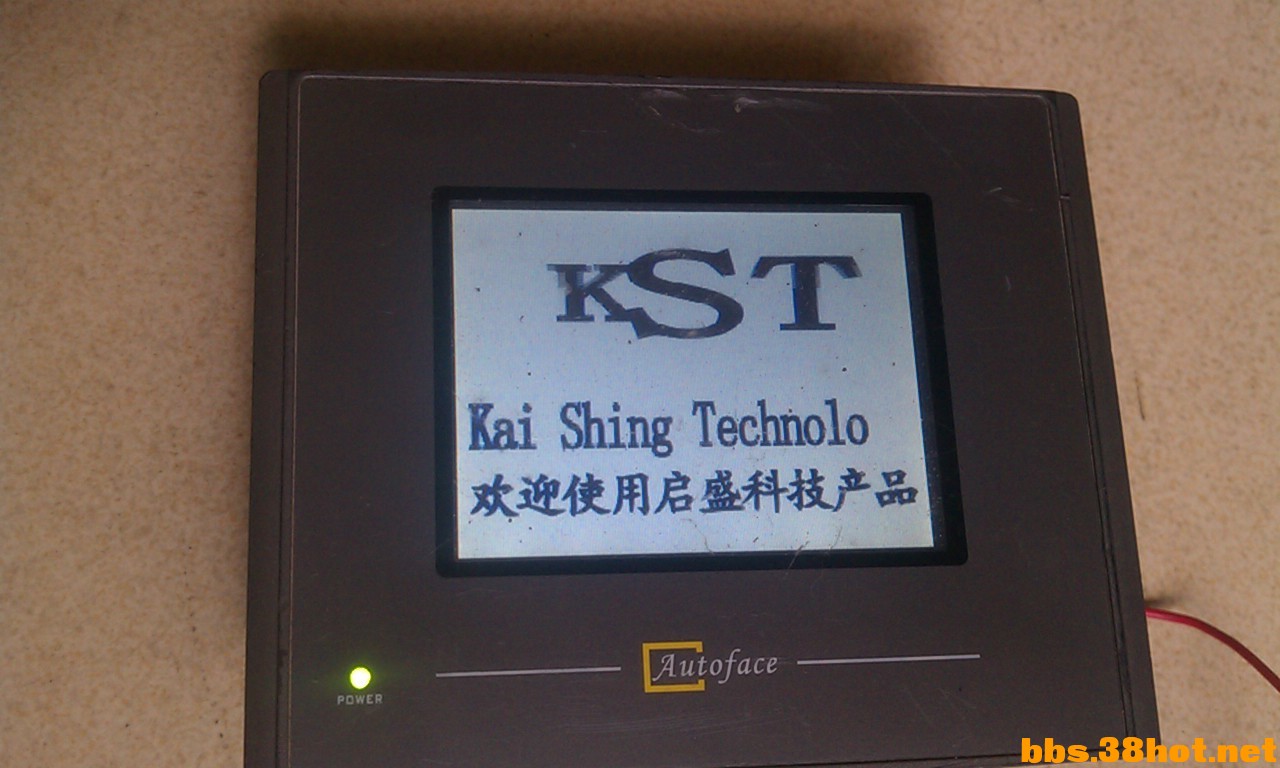 KST
Kai Shing Technolo
欢迎使用启盛科技产品
Autoface
POWER
bbs.38hot.net